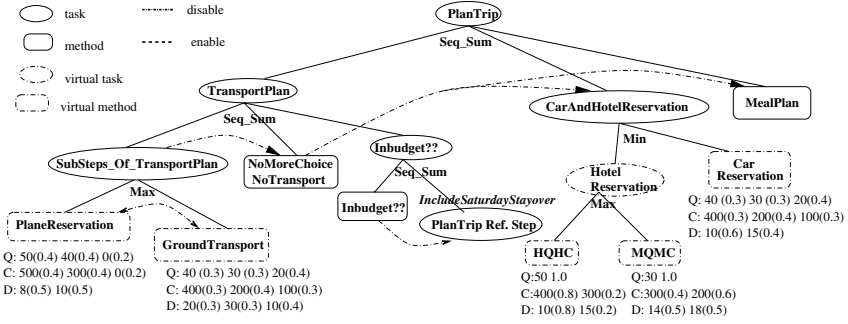 task
disable
PlanTrip
method
enable
Seq_Sum
virtual task
virtual method
TransportPlan
CarAndHotelReservation
MealPlan
Seq_Sum
Min
SubSteps_Of_TransportPlan
NoMoreChoice
NoTransport
Inbudget??
Hotel
Reservation
Car
Reservation
Max
Seq_Sum
Max
Q: 40 (0.3) 30 (0.3) 20(0.4)
C: 400(0.3) 200(0.4) 100(0.3)
D: 10(0.6) 15(0.4)
IncludeSaturdayStayover
Inbudget??
PlanTrip Ref. Step
PlaneReservation
Q: 50(0.4) 40(0.4) 0(0.2)
C: 500(0.4) 300(0.4) 0(0.2)
D: 8(0.5) 10(0.5)
GroundTransport
Q: 40 (0.3) 30 (0.3) 20(0.4)
C: 400(0.3) 200(0.4) 100(0.3)
D: 20(0.3) 30(0.3) 10(0.4)
HQHC
Q:50 1.0
C:400(0.8) 300(0.2)
D: 10(0.8) 15(0.2)
MQMC
Q:30 1.0
C:300(0.4) 200(0.6)
D: 14(0.5) 18(0.5)